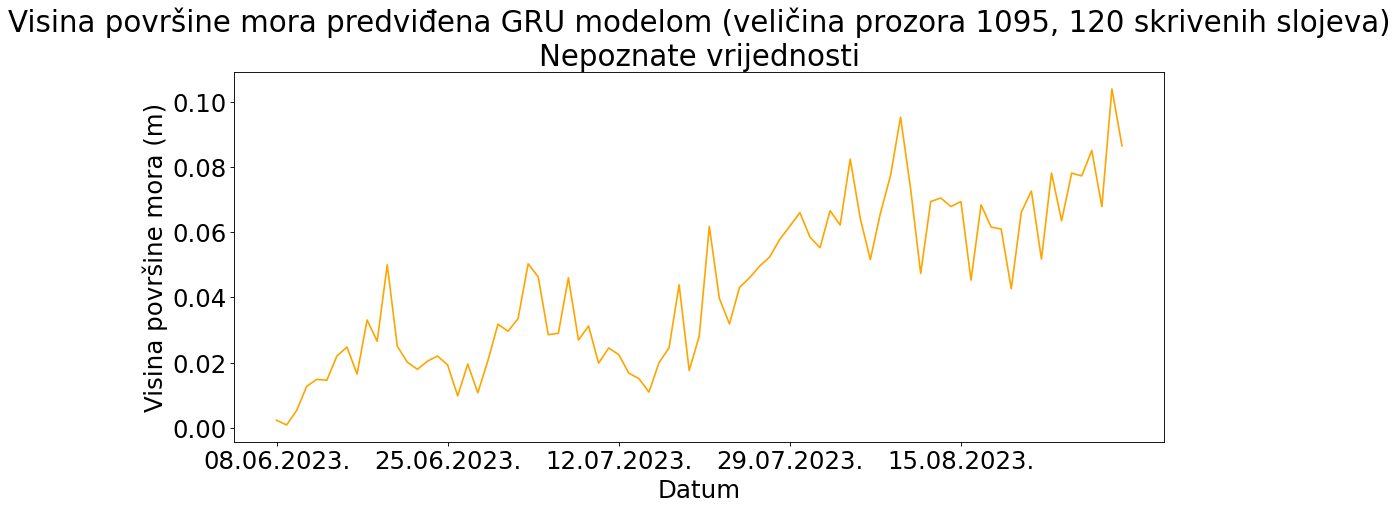 Visina površine mora predviđena GRU modelom (veličina prozora 1095, 120 skrivenih slojeva)
Nepoznate vrijednosti
Visina površine mora (m)
0.10
0.08
0.06
0.04
0.02
0.00
08.06.2023. 25.06.2023. 12.07.2023. 29.07.2023. 15.08.2023.
Datum